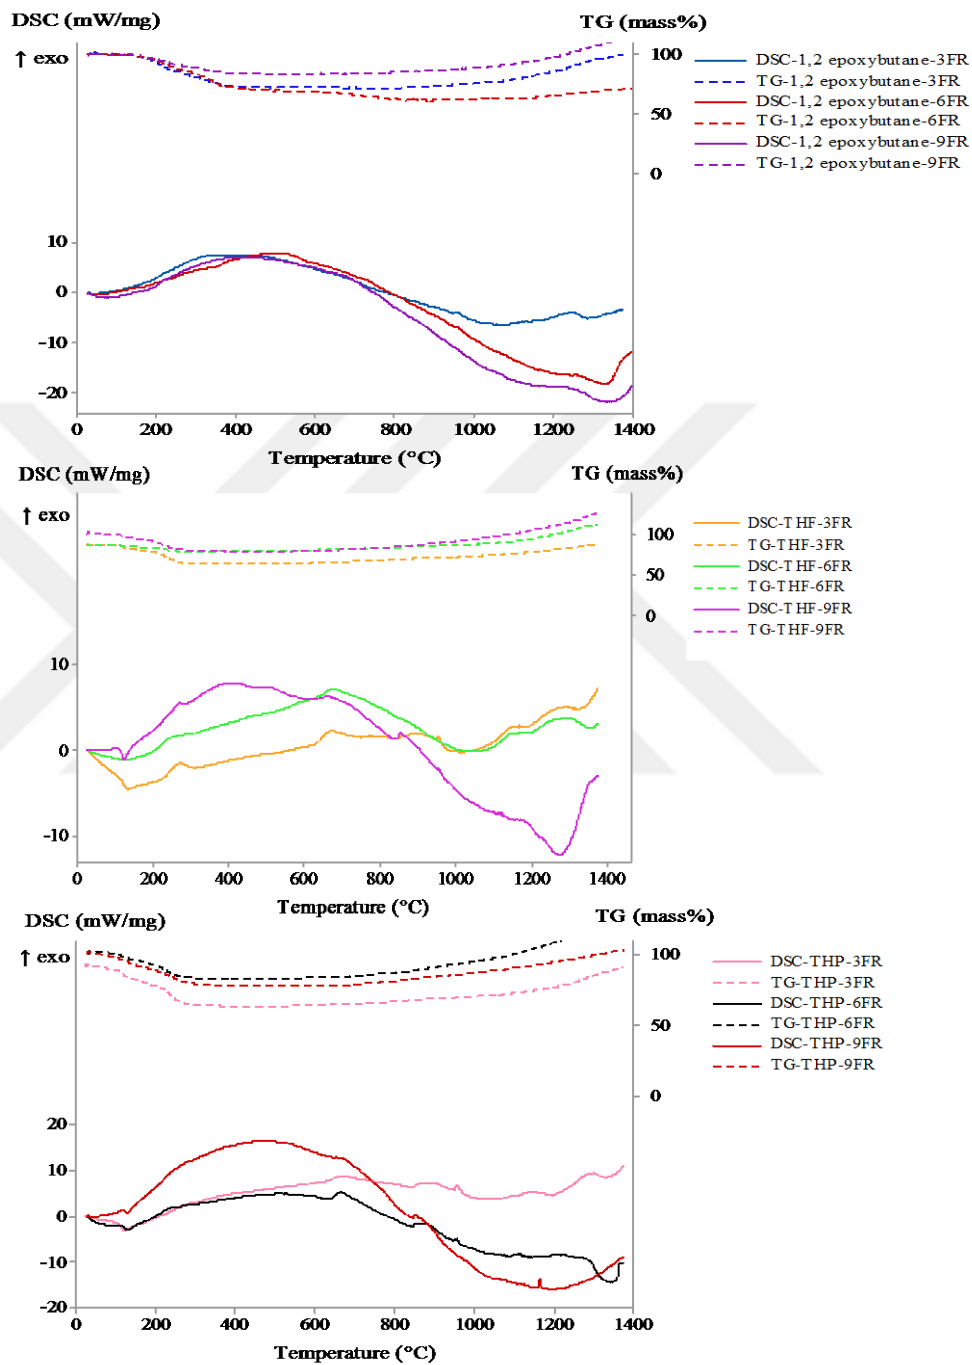 DSC (mW/mg)
TG (mass%)
↑ exo
100
50
0
10
0
-10
-20
0 200 400 600 800 1000 1200 1400
Temperature (°C)
DSC-1,2 epoxybutane-3FR
TG-1,2 epoxybutane-3FR
DSC-1,2 epoxybutane-6FR
TG-1,2 epoxybutane-6FR
DSC-1,2 epoxybutane-9FR
TG-1,2 epoxybutane-9FR
DSC (mW/mg)
TG (mass%)
↑ exo
100
50
0
10
0
-10
0 200 400 600 800 1000 1200 1400
Temperature (°C)
DSC-THF-3FR
TG-THF-3FR
DSC-THF-6FR
TG-THF-6FR
DSC-THF-9FR
TG-THF-9FR
DSC (mW/mg)
TG (mass%)
↑ exo
100
50
0
20
10
0
-10
-20
0 200 400 600 800 1000 1200 1400
Temperature (°C)
DSC-THP-3FR
TG-THP-3FR
DSC-THP-6FR
TG-THP-6FR
DSC-THP-9FR
TG-THP-9FR